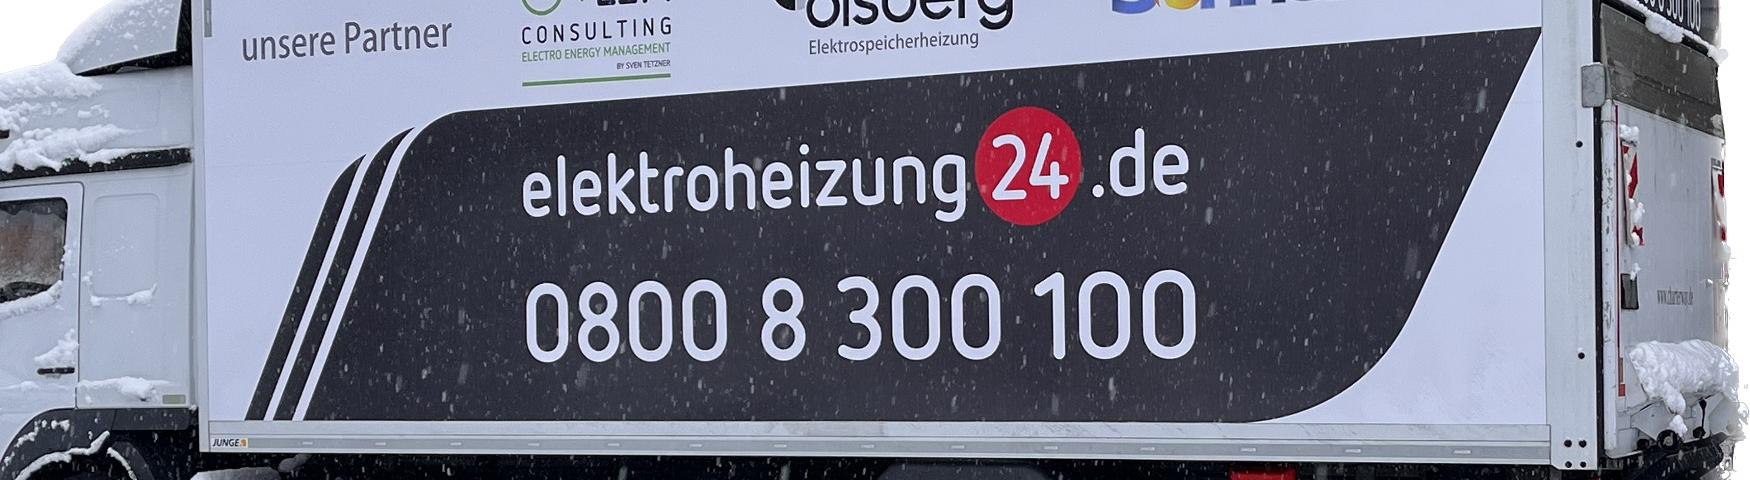 unsere Partner
CONSULTING
ELECTRO ENERGY MANAGEMENT
BY SVEN TETZNER
olsberg
Elektrospeicherheizung
elektroheizung24.de
0800 8 300 100
JUNGE